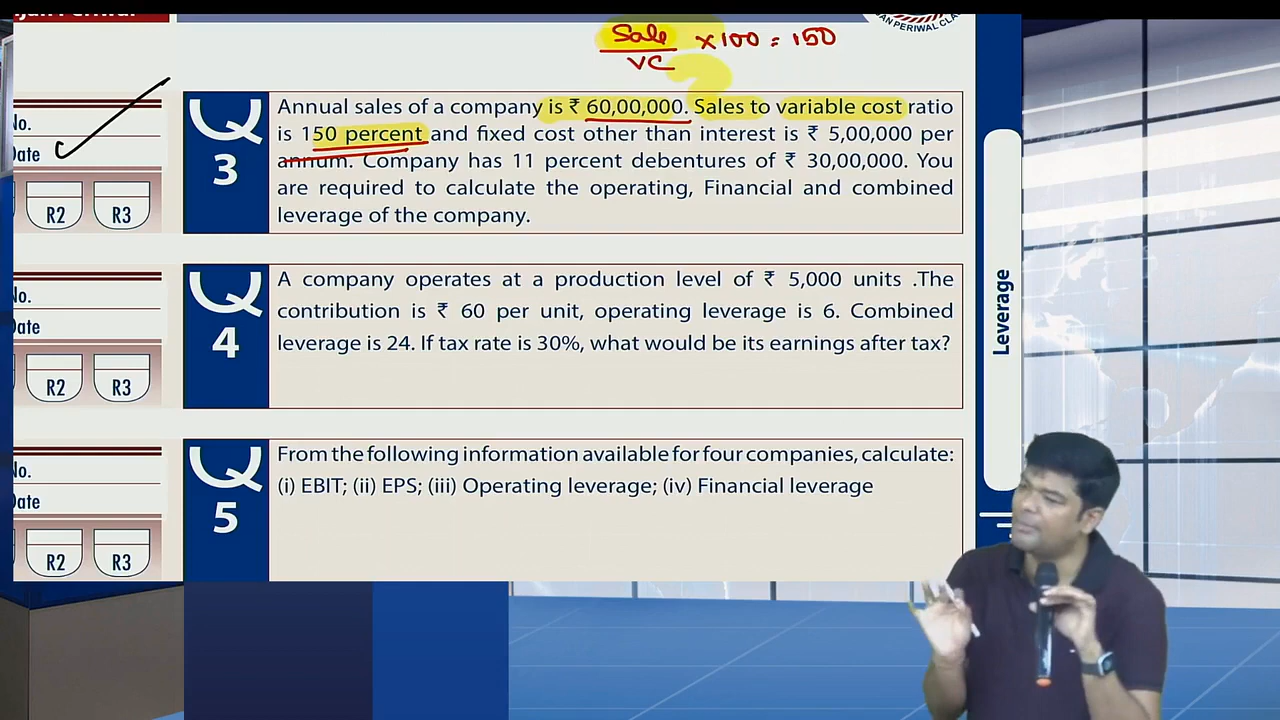 Sale
VC
×100 = 150
AN PERIWAL CLA
No.
Date
R2 R3
Q
3
Annual sales of a company is ₹ 60,00,000. Sales to variable cost ratio
is 150 percent and fixed cost other than interest is ₹ 5,00,000 per
annum. Company has 11 percent debentures of ₹ 30,00,000. You
are required to calculate the operating, Financial and combined
leverage of the company.
No.
Date
R2 R3
Q
4
A company operates at a production level of ₹ 5,000 units .The
contribution is ₹ 60 per unit, operating leverage is 6. Combined
leverage is 24. If tax rate is 30%, what would be its earnings after tax?
Leverage
No.
Date
R2 R3
Q
5
From the following information available for four companies, calculate:
(i) EBIT; (ii) EPS; (iii) Operating leverage; (iv) Financial leverage